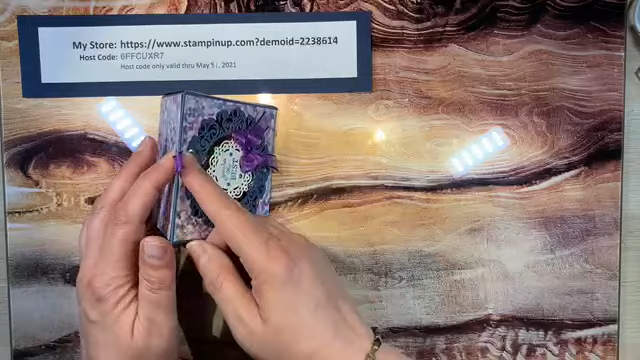 My Store: https://www.stampinup.com?demoid=2238614
Host Code: 6FFCUXR7
Host code only valid thru May 5, 2021
BEST